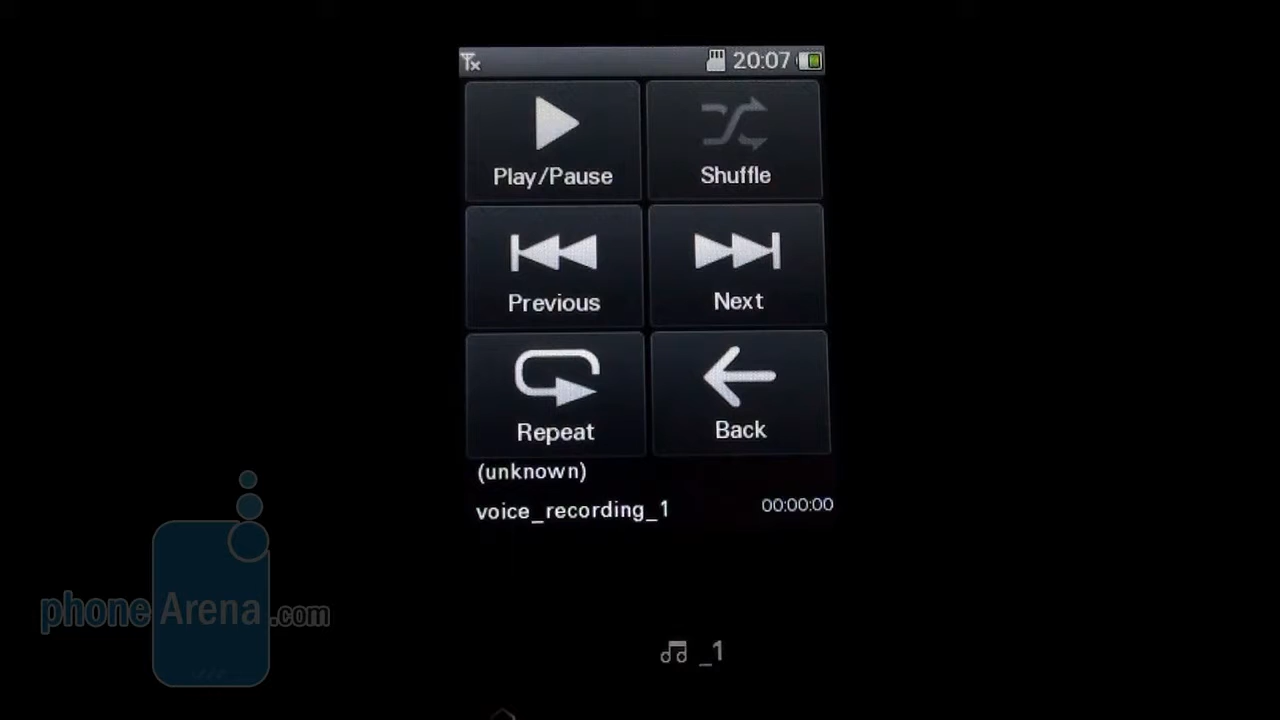 20:07
Play/Pause
Shuffle
Previous
Next
Repeat
Back
(unknown)
voice_recording_1
00:00:00
phoneArena.com
_1